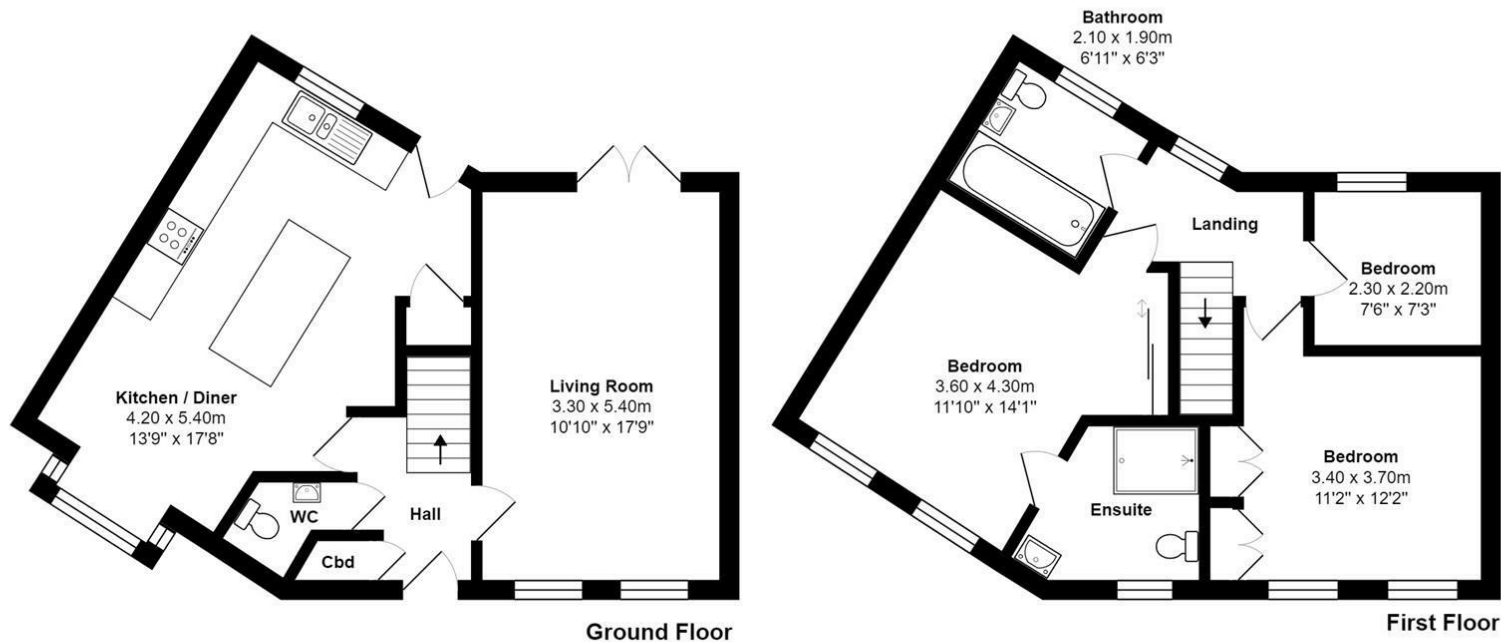 Kitchen / Diner
4.20 x 5.40m
13'9" x 17'8"
Living Room
3.30 x 5.40m
10'10" x 17'9"
WC
Hall
Cbd
Ground Floor
Bathroom
2.10 x 1.90m
6'11" x 6'3"
Landing
Bedroom
2.30 x 2.20m
7'6" x 7'3"
Bedroom
3.60 x 4.30m
11'10" x 14'1"
Bedroom
3.40 x 3.70m
11'2" x 12'2"
Ensuite
First Floor